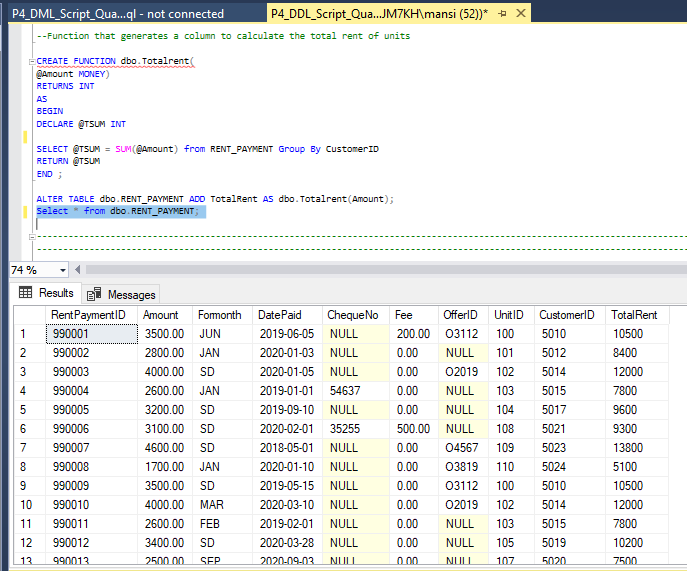 P4_DML_Script_Qua...ql - not connected
P4_DDL_Script_Qua...JM7KH\mansi (52))*
--Function that generates a column to calculate the total rent of units
CREATE FUNCTION dbo.Totalrent(
@Amount MONEY)
RETURNS INT
AS
BEGIN
DECLARE @TSUM INT
SELECT @TSUM = SUM(@Amount) from RENT_PAYMENT Group By CustomerID
RETURN @TSUM
END ;
ALTER TABLE dbo.RENT_PAYMENT ADD TotalRent AS dbo.Totalrent(Amount);
Select * from dbo.RENT_PAYMENT;
74 %
Results Messages
RentPaymentID Amount Formonth DatePaid ChequeNo Fee OfferID UnitID CustomerID TotalRent
1 990001 3500.00 JUN 2019-06-05 NULL 200.00 O3112 100 5010 10500
2 990002 2800.00 JAN 2020-01-03 NULL 0.00 NULL 101 5012 8400
3 990003 4000.00 SD 2020-01-05 NULL 0.00 O2019 102 5014 12000
4 990004 2600.00 JAN 2019-01-01 54637 0.00 NULL 103 5015 7800
5 990005 3200.00 SD 2019-09-10 NULL 0.00 NULL 104 5017 9600
6 990006 3100.00 SD 2020-02-01 35255 500.00 NULL 108 5021 9300
7 990007 4600.00 SD 2018-05-01 NULL 0.00 O4567 109 5023 13800
8 990008 1700.00 JAN 2020-01-10 NULL 0.00 O3819 110 5024 5100
9 990009 3500.00 SD 2019-05-15 NULL 0.00 O3112 100 5010 10500
10 990010 4000.00 MAR 2020-03-10 NULL 0.00 O2019 102 5014 12000
11 990011 2600.00 FEB 2019-02-01 NULL 0.00 NULL 103 5015 7800
12 990012 3400.00 SD 2020-03-28 NULL 0.00 NULL 105 5019 10200
13 990013 2500.00 SEP 2020-09-03 NULL 0.00 NULL 107 5020 7500